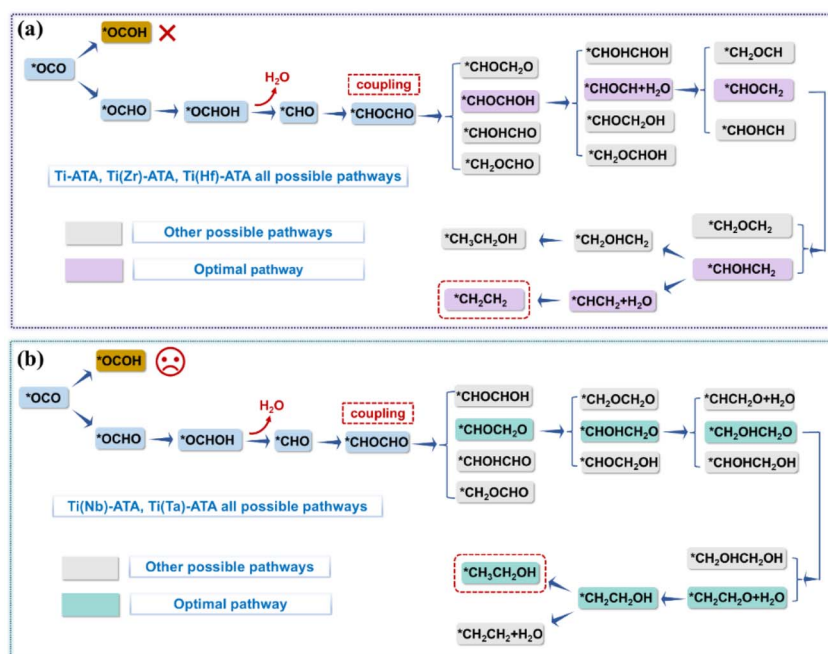 (a)
*OCOH
*OCO
H₂O
coupling
*OCHO
*OCHOH
*CHO
*CHOCHO
*CHOCH₂O
*CHOCHOH
*CHOHCHO
*CH₂OCHO
*CHOHCHOH
*CHOCH+H₂O
*CHOCH₂OH
*CH₂OCHOH
*CH₂OCH
*CHOCH₂
*CHOHCH
Ti-ATA, Ti(Zr)-ATA, Ti(Hf)-ATA all possible pathways
Other possible pathways
Optimal pathway
*CH₂OCH₂
*CHOHCH₂
*CH₂OHCH₂
*CH₃CH₂OH
*CHCH₂+H₂O
*CH₂CH₂
(b)
*OCOH
*OCO
H₂O
coupling
*OCHO
*OCHOH
*CHO
*CHOCHO
*CHOCHOH
*CHOCH₂O
*CHOHCHO
*CH₂OCHO
*CH₂OCH₂O
*CHOHCH₂O
*CHOCH₂OH
*CHCH₂O+H₂O
*CH₂OHCH₂O
*CHOHCH₂OH
Ti(Nb)-ATA, Ti(Ta)-ATA all possible pathways
Other possible pathways
Optimal pathway
*CH₂OHCH₂OH
*CH₂CH₂O+H₂O
*CH₂CH₂OH
*CH₃CH₂OH
*CH₂CH₂+H₂O